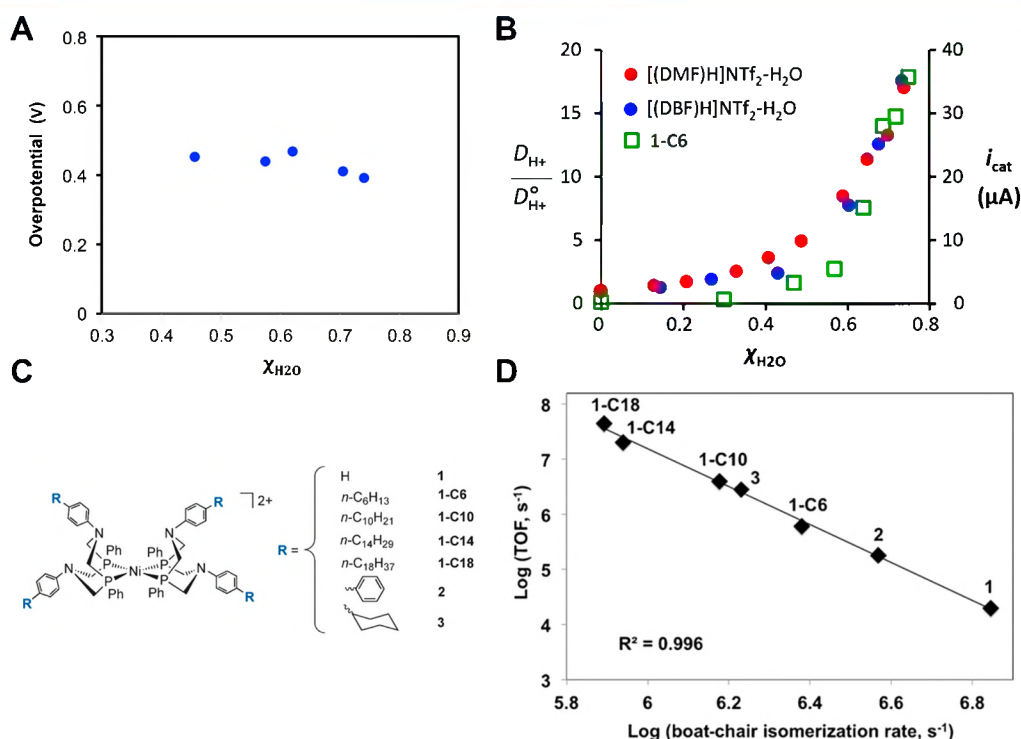 A
0.8
0.6
0.4
0.2
0
0.3
0.4
0.5
0.6
0.7
0.8
0.9
Overpotential (v)
χH2O
B
20
15
10
5
0
40
30
20
10
0
0
0.2
0.4
0.6
0.8
[(DMF)H]NTf₂-H₂O
[(DBF)H]NTf₂-H₂O
1-C6
DH+
D°H+
icat
(μA)
χH2O
C
R
R
R
R
N
N
N
N
Ph
Ph
Ph
Ph
P
P
P
P
Ni
2+
R =
H 1
n-C₆H₁₃ 1-C6
n-C₁₀H₂₁ 1-C10
n-C₁₄H₂₉ 1-C14
n-C₁₈H₃₇ 1-C18
2
3
D
8
7
6
5
4
3
5.8
6
6.2
6.4
6.6
6.8
Log (TOF, s⁻¹)
1-C18
1-C14
1-C10
3
1-C6
2
1
R² = 0.996
Log (boat-chair isomerization rate, s⁻¹)